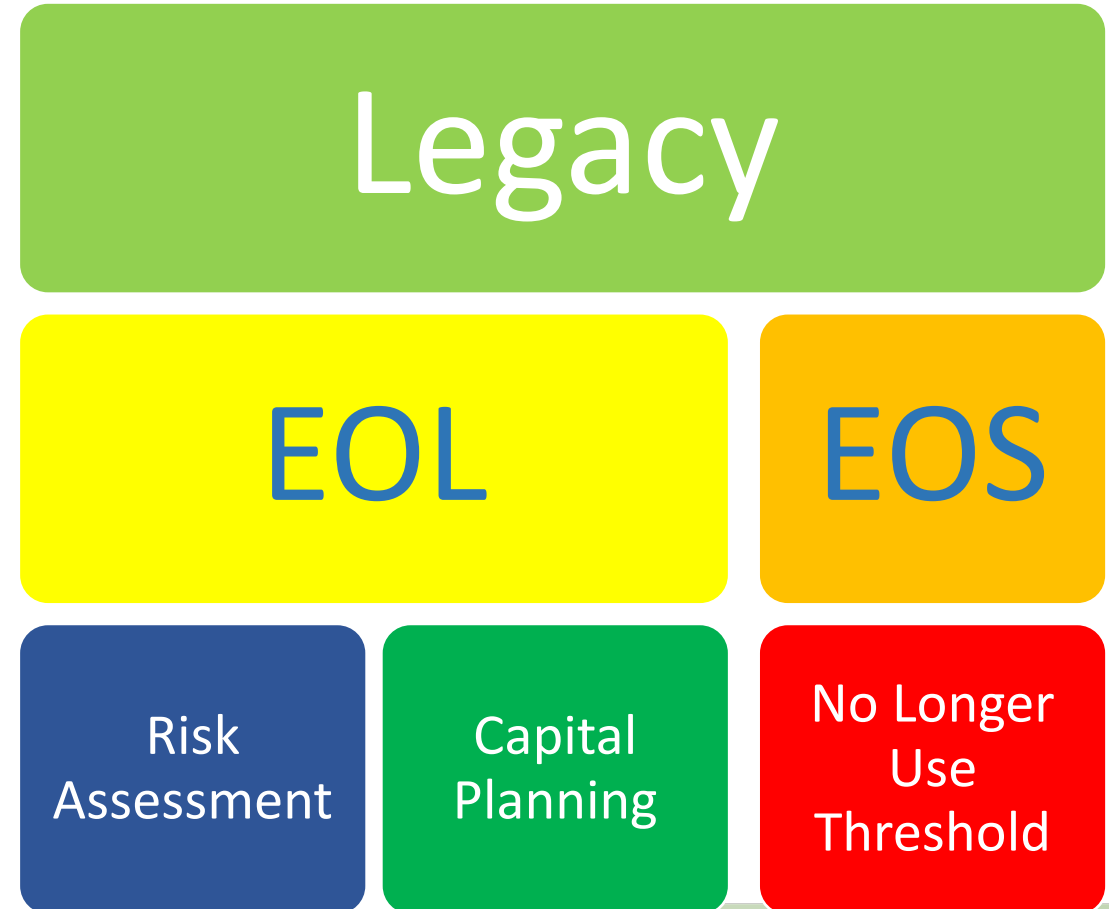 Legacy
EOL
EOS
Risk
Assessment
Capital
Planning
No Longer
Use
Threshold